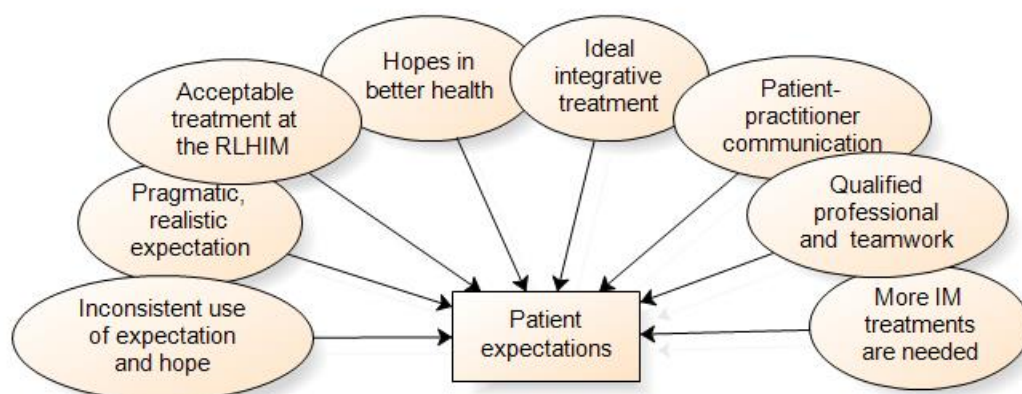 Inconsistent use
of expectation
and hope
Pragmatic,
realistic
expectation
Acceptable
treatment at
the RLHIM
Hopes in
better health
Ideal
integrative
treatment
Patient-
practitioner
communication
Qualified
professional
and teamwork
More IM
treatments
are needed
Patient
expectations